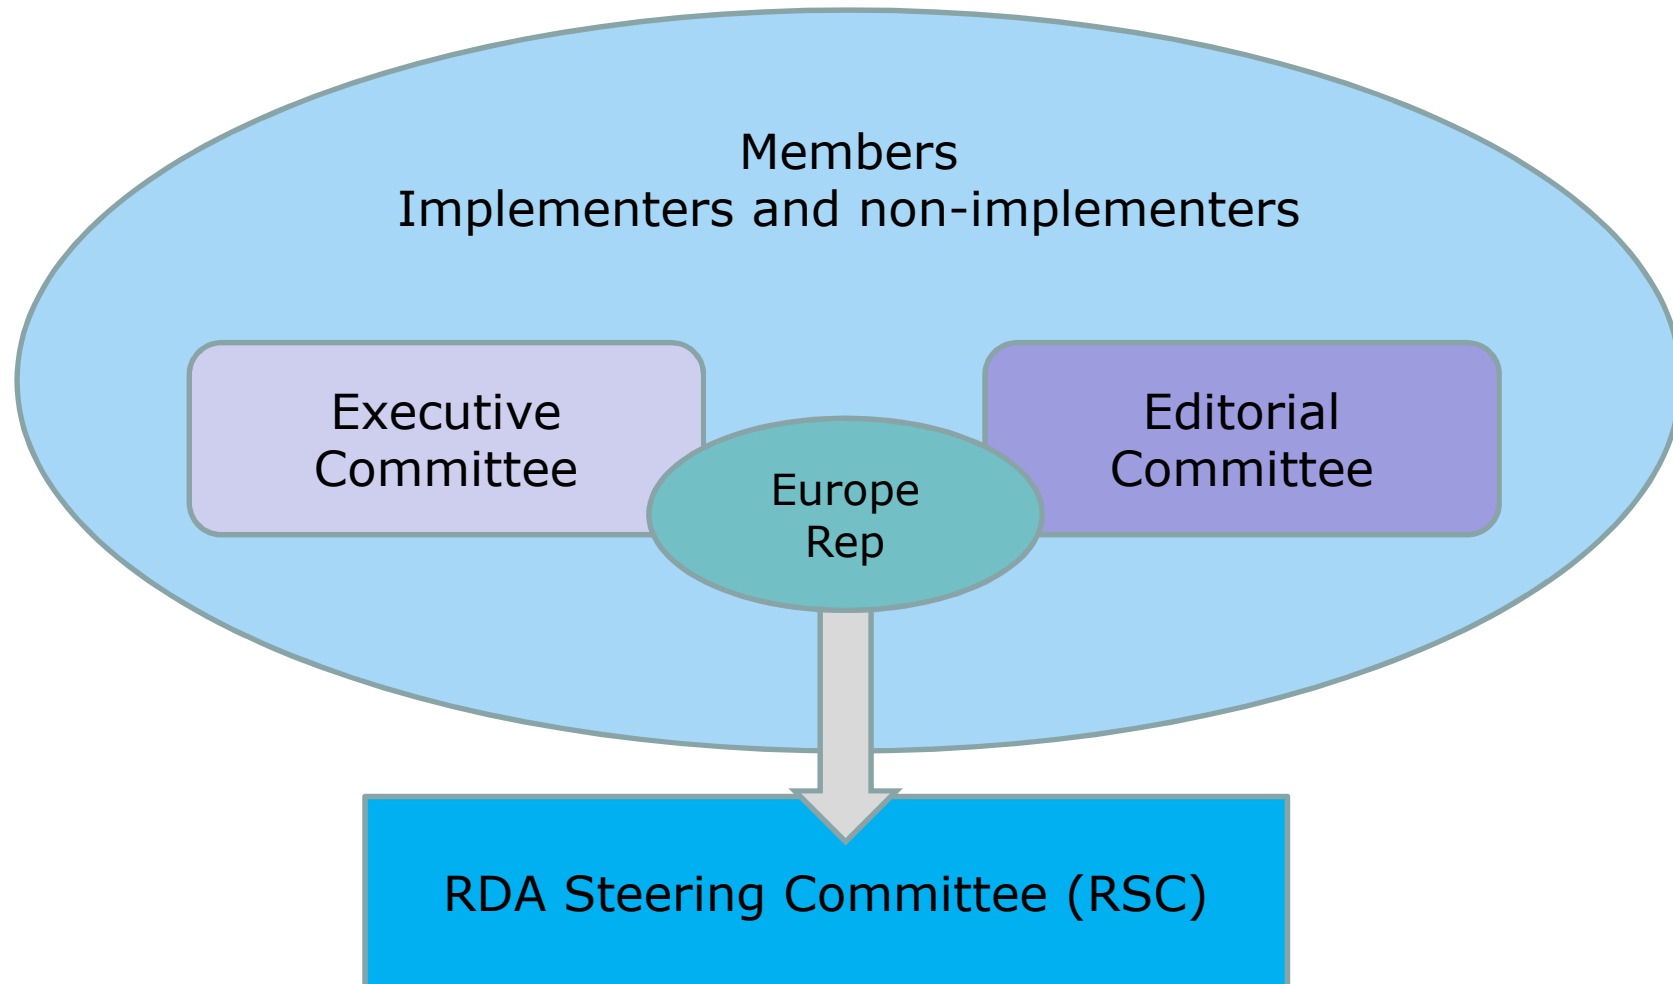 Members
Implementers and non-implementers
Executive
Committee
Editorial
Committee
Europe
Rep
RDA Steering Committee (RSC)